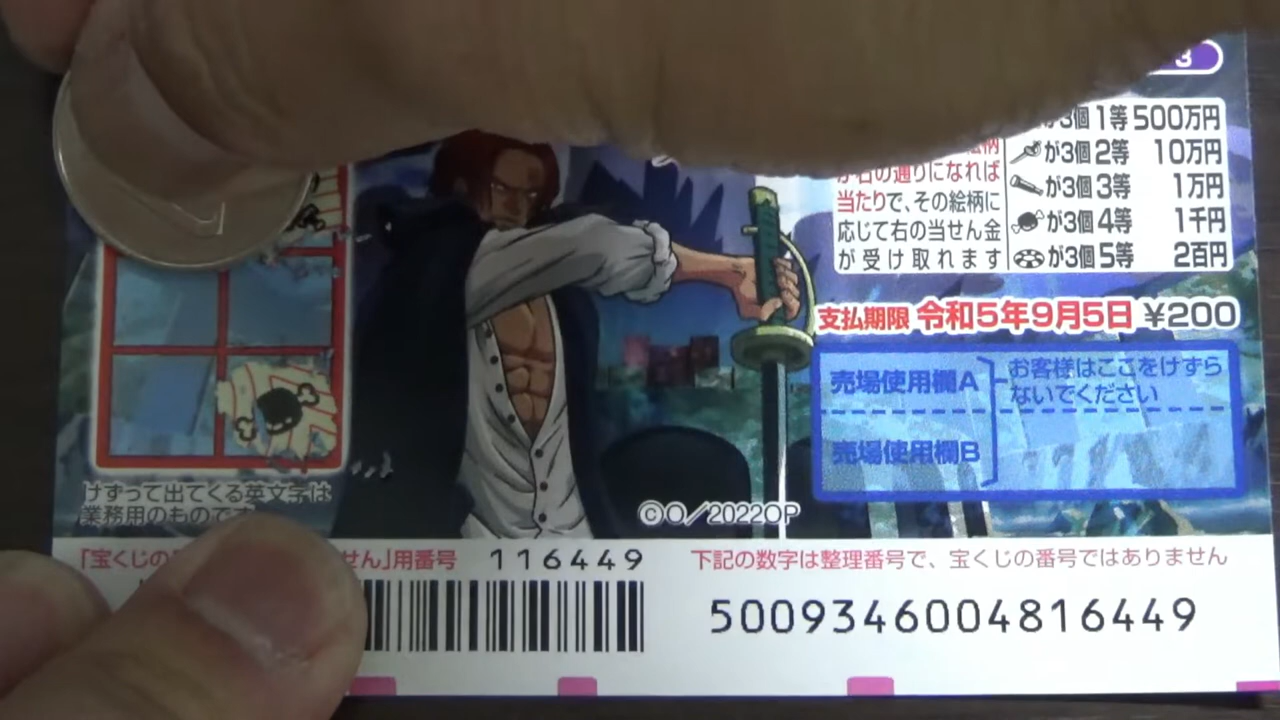 3
が3個 1等 500万円
が3個 2等 10万円
が3個 3等 1万円
が3個 4等 1千円
が3個 5等 2百円
絵柄
が右の通りになれば
当たりで、その絵柄に
応じて右の当せん金
が受け取れます
支払期限 令和5年9月5日 ¥200
売場使用欄A
お客様はここをけずら
ないでください
売場使用欄B
けずって出てくる英文字は
業務用のものです
©O/2022OP
「宝くじの
せん」用番号 116449
下記の数字は整理番号で、宝くじの番号ではありません
5009346004816449